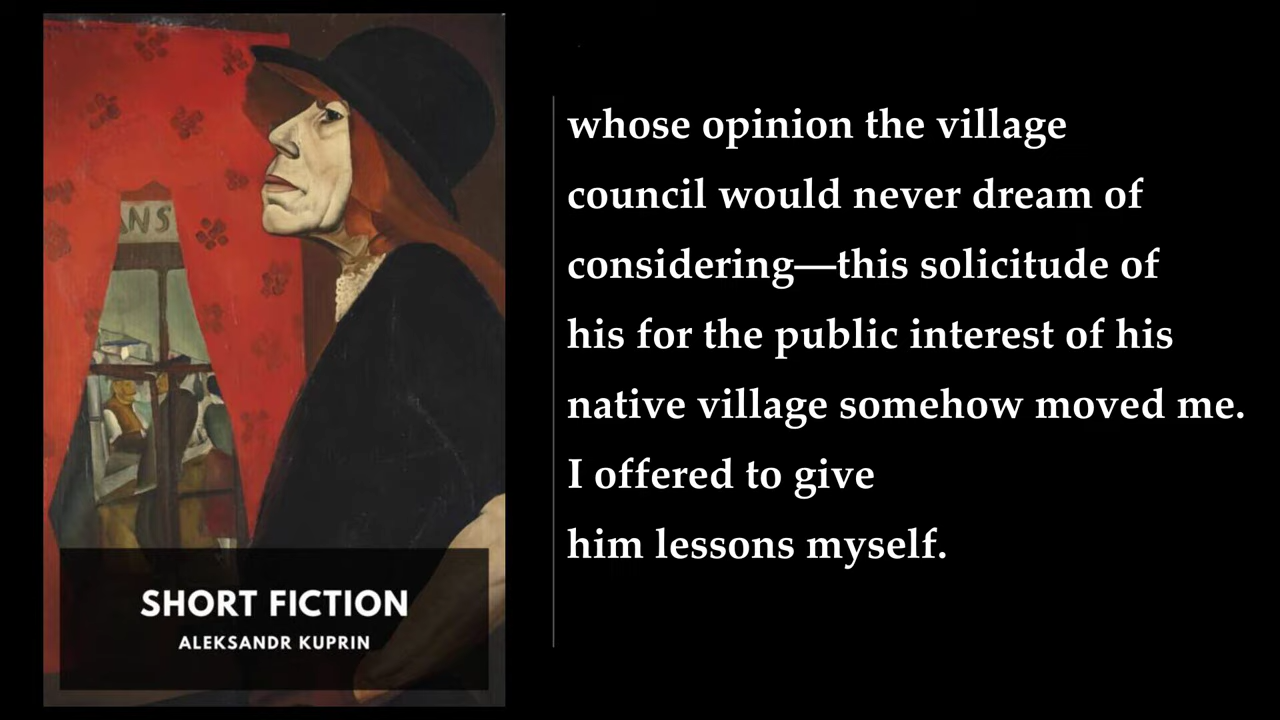 ANS
SHORT FICTION
ALEKSANDR KUPRIN
whose opinion the village
council would never dream of
considering—this solicitude of
his for the public interest of his
native village somehow moved me.
I offered to give
him lessons myself.